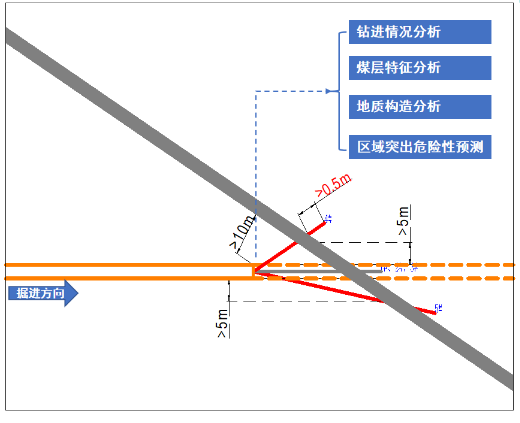 钻进情况分析
煤层特征分析
地质构造分析
区域突出危险性预测
>0.5m
>10m
>5m
掘进方向
>5m